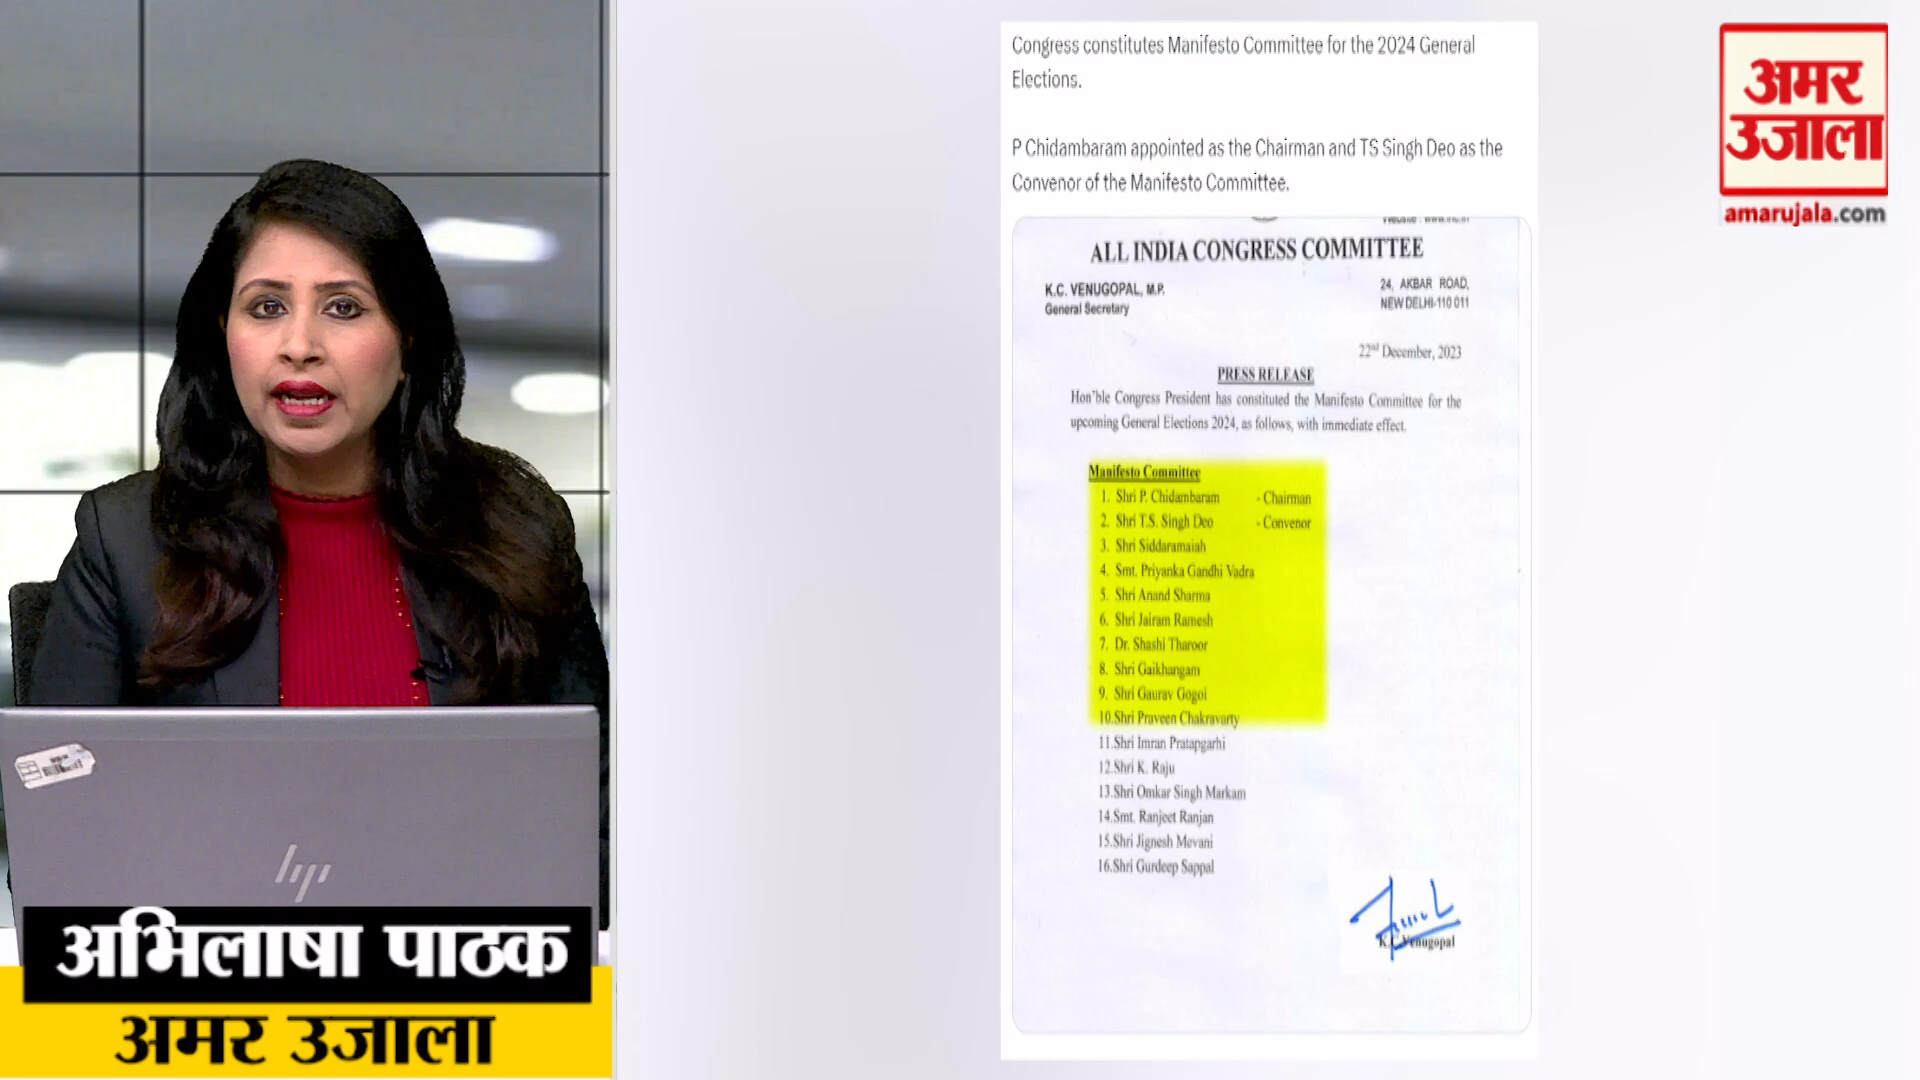 Congress constitutes Manifesto Committee for the 2024 General
Elections.
P Chidambaram appointed as the Chairman and TS Singh Deo as the
Convenor of the Manifesto Committee.
ALL INDIA CONGRESS COMMITTEE
K.C. VENUGOPAL, M.P.
General Secretary
24, AKBAR ROAD,
NEW DELHI-110 011
22nd December, 2023
PRESS RELEASE
Hon'ble Congress President has constituted the Manifesto Committee for the
upcoming General Elections 2024, as follows, with immediate effect.
Manifesto Committee
1. Shri P. Chidambaram - Chairman
2. Shri T.S. Singh Deo - Convenor
3. Shri Siddaramaiah
4. Smt. Priyanka Gandhi Vadra
5. Shri Anand Sharma
6. Shri Jairam Ramesh
7. Dr. Shashi Tharoor
8. Shri Gaikhangam
9. Shri Gaurav Gogoi
10.Shri Praveen Chakravarty
11.Shri Imran Pratapgarhi
12.Shri K. Raju
13.Shri Omkar Singh Markam
14.Smt. Ranjeet Ranjan
15.Shri Jignesh Mevani
16.Shri Gurdeep Sappal
K.C. Venugopal
अमर
उजाला
amarujala.com
hp
अभिलाषा पाठक
अमर उजाला